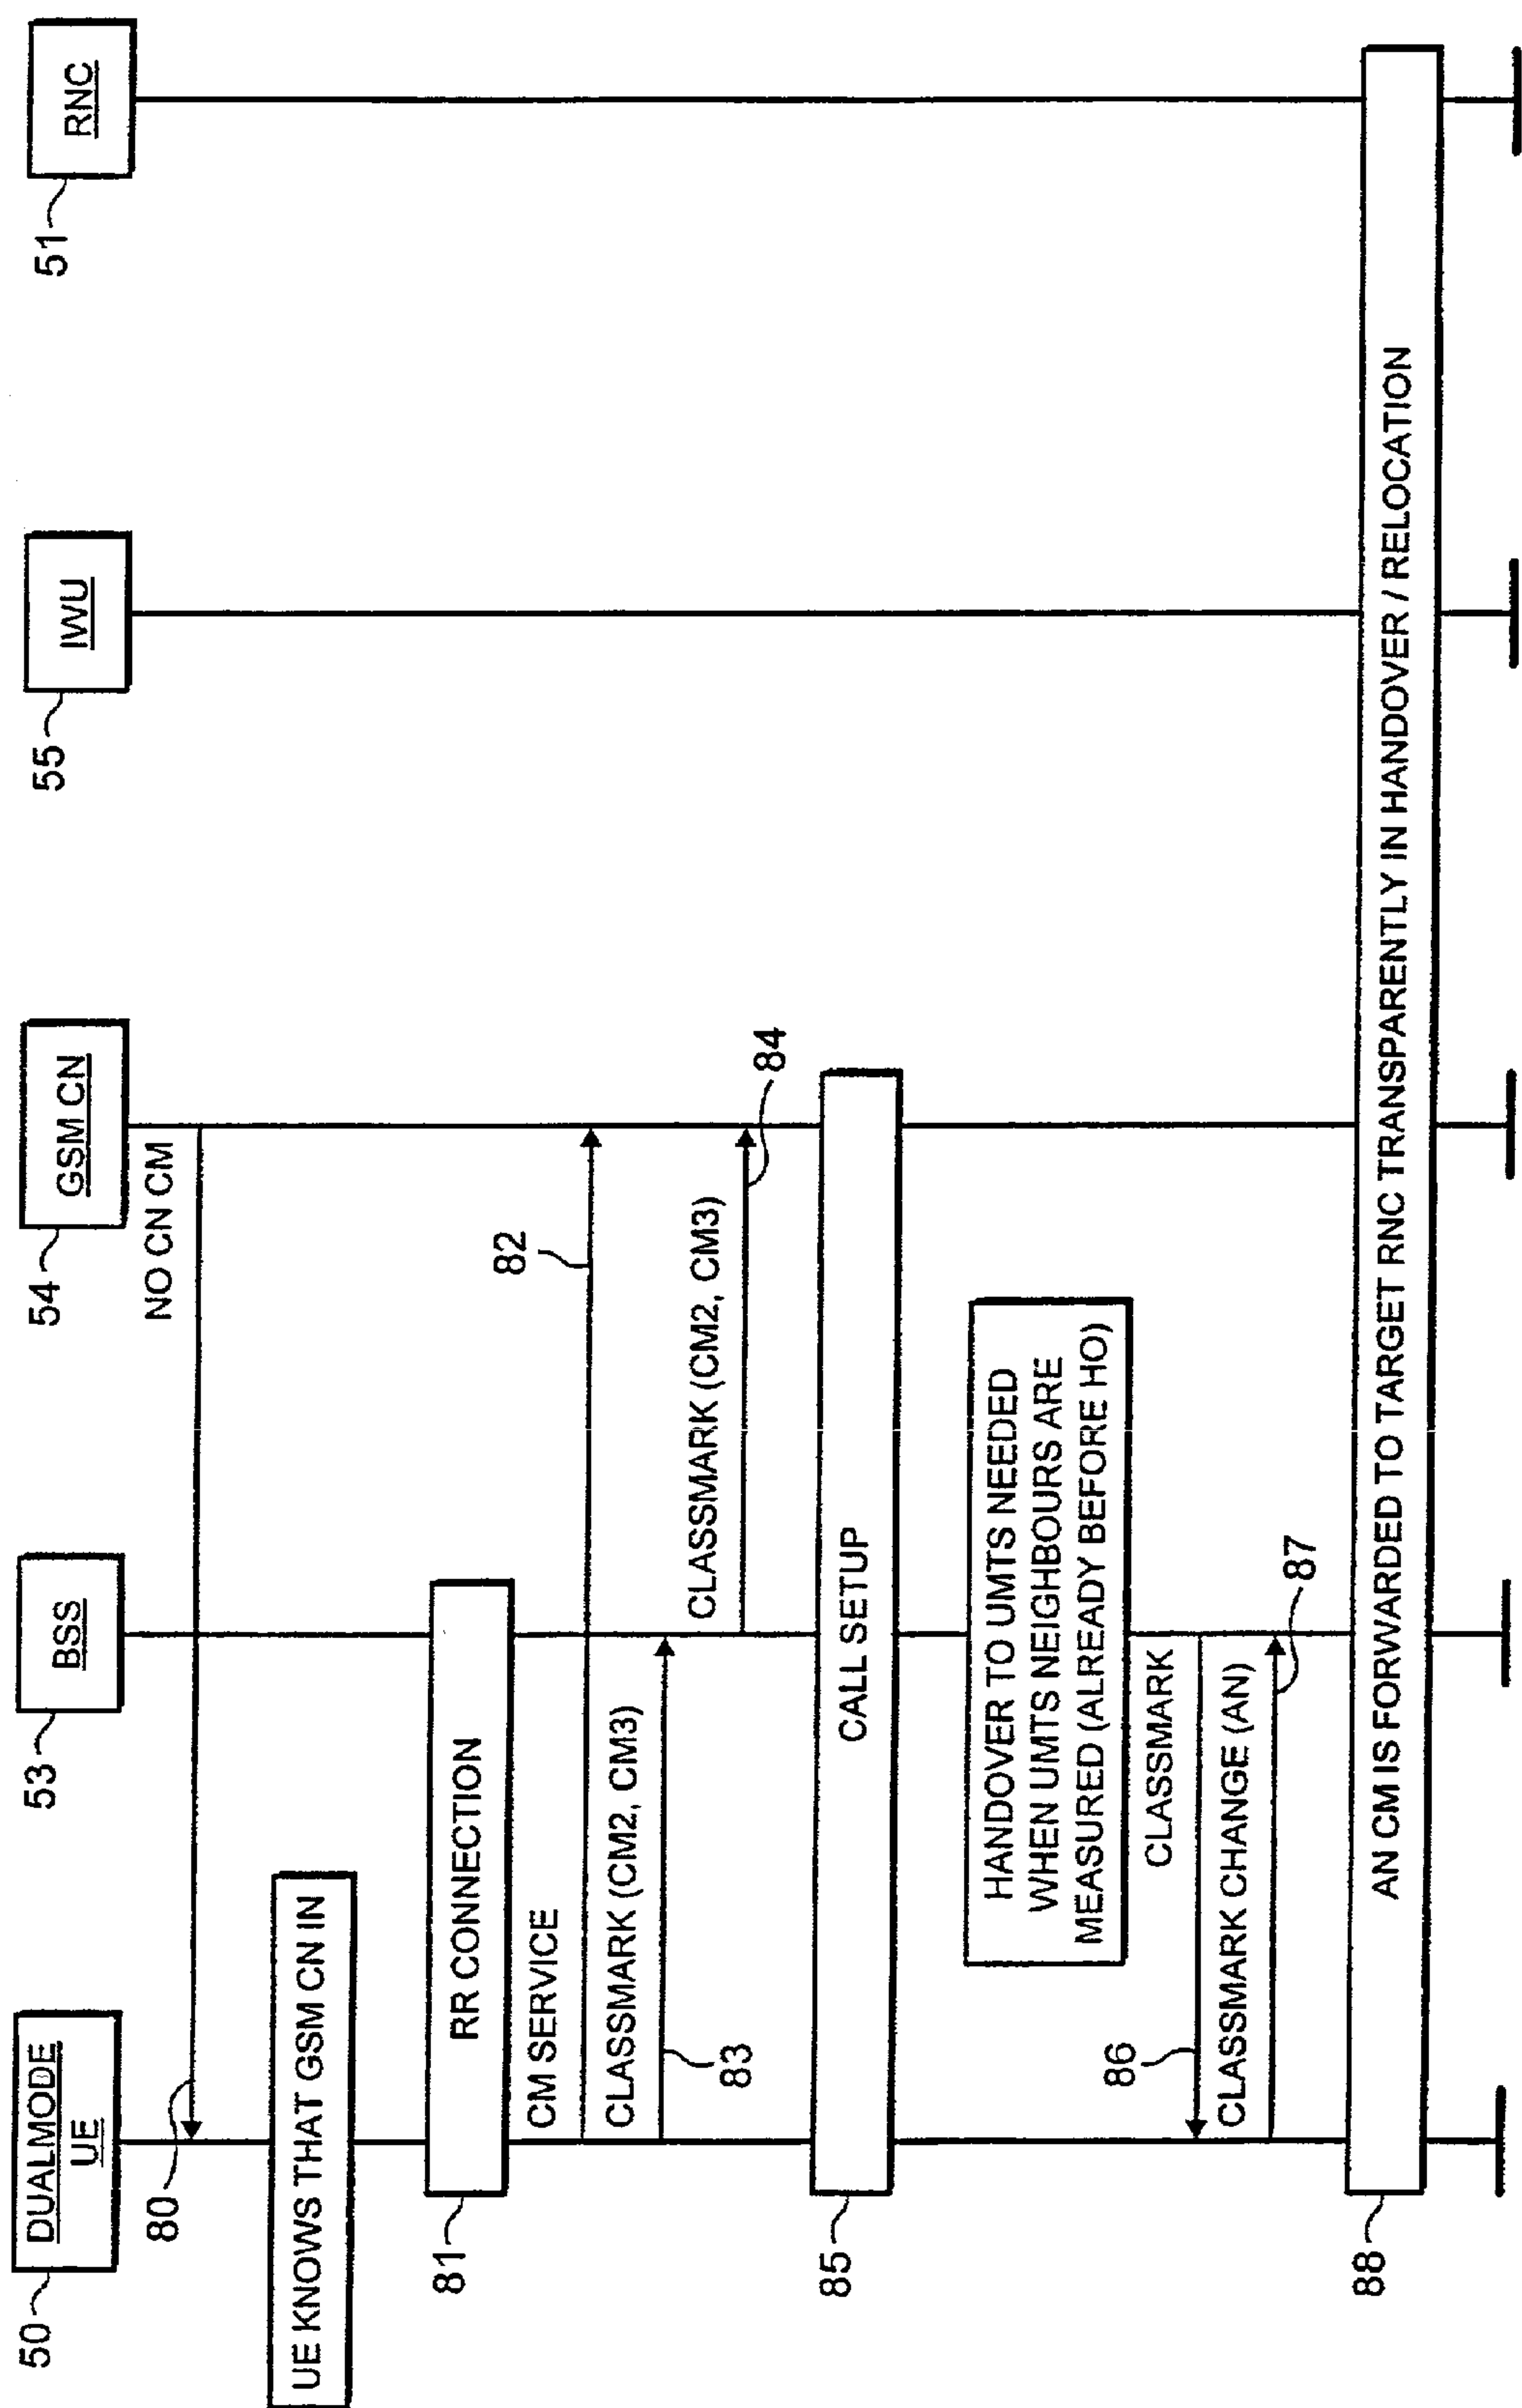 50
DUALMODE
UE
53
BSS
54
GSM CN
55
IWU
51
RNC
80
NO CN CM
UE KNOWS THAT GSM CN IN
81
RR CONNECTION
CM SERVICE
82
CLASSMARK (CM2, CM3)
83
CLASSMARK (CM2, CM3)
84
85
CALL SETUP
HANDOVER TO UMTS NEEDED
WHEN UMTS NEIGHBOURS ARE
MEASURED (ALREADY BEFORE HO)
86
CLASSMARK
CLASSMARK CHANGE (AN)
87
88
AN CM IS FORWARDED TO TARGET RNC TRANSPARENTLY IN HANDOVER / RELOCATION